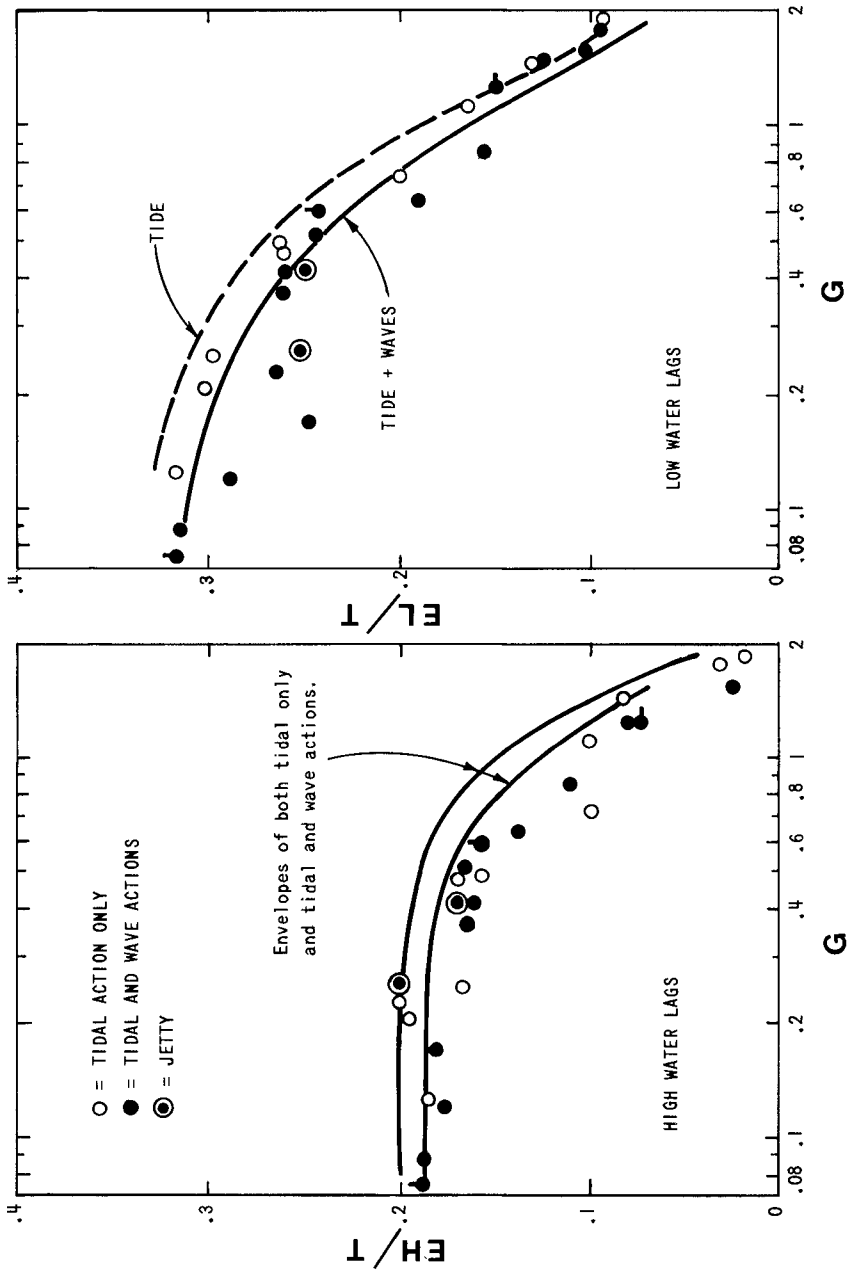 .4
.3
.2
.1
0
EH/T
.08
.1
.2
.4
.6
.8
1
2
G
○ = TIDAL ACTION ONLY
● = TIDAL AND WAVE ACTIONS
◉ = JETTY
Envelopes of both tidal only
and tidal and wave actions.
HIGH WATER LAGS
.4
.3
.2
.1
0
EL/T
.08
.1
.2
.4
.6
.8
1
2
G
TIDE
TIDE + WAVES
LOW WATER LAGS